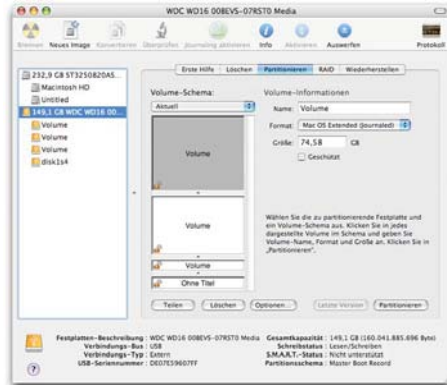 WDC WD16 00BEVS-07RST0 Media
Brennen Neues Image Konvertieren Überprüfen Journaling aktivieren Info Aktivieren Auswerfen Protokoll
232,9 GB ST3250820AS...
Macintosh HD
Untitled
149,1 GB WDC WD16 00...
Volume
Volume
Volume
disk1s4
Erste Hilfe Löschen Partitionieren RAID Wiederherstellen
Volume-Schema:
Aktuell
Volume
Volume
Volume
Ohne Titel
Volume-Informationen
Name: Volume
Format: Mac OS Extended (Journaled)
Größe: 74,58 GB
Geschützt
Wählen Sie die zu partitionierende Festplatte und
ein Volume-Schema aus. Klicken Sie in jedes
dargestellte Volume im Schema und geben Sie
Volume-Name, Format und Größe an. Klicken Sie in
„Partitionieren".
Teilen Löschen Optionen... Letzte Version Partitionieren
Festplatten-Beschreibung : WDC WD16 00BEVS-07RST0 Media
Verbindungs-Bus : USB
Verbindungs-Typ : Extern
USB-Seriennummer : DE07E59607FF
Gesamtkapazität : 149,1 GB (160.041.885.696 Byte)
Schreibstatus : Lesen/Schreiben
S.M.A.R.T.-Status : Nicht unterstützt
Partitionsschema : Master Boot Record